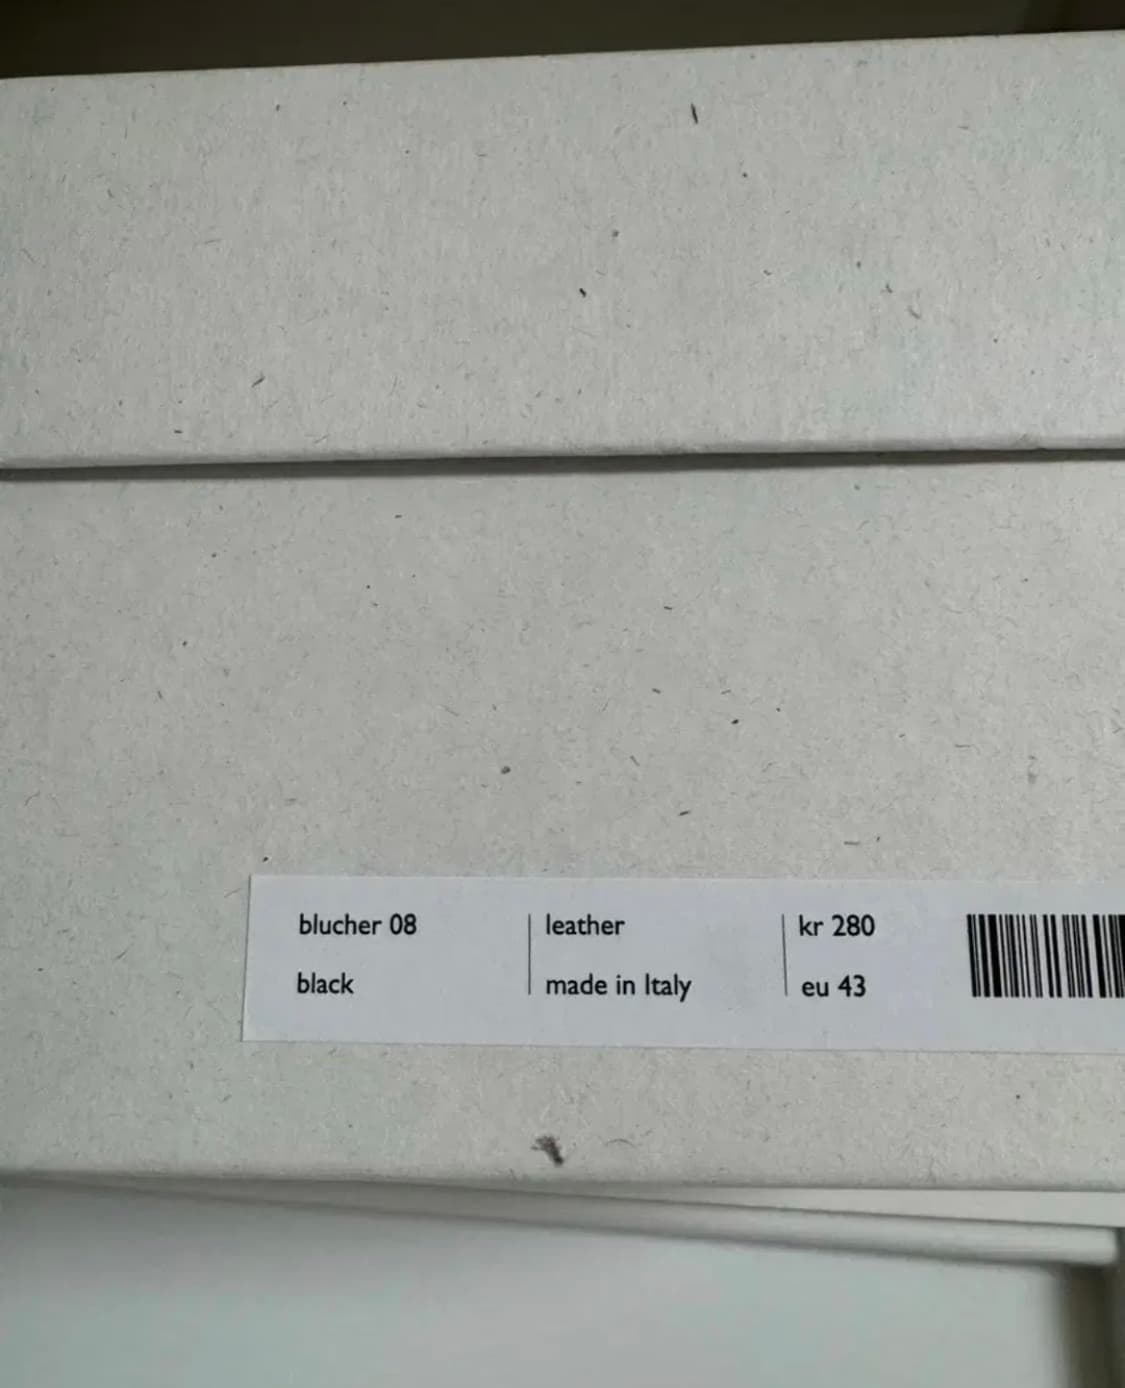 blucher 08
black
leather
made in Italy
kr 280
eu 43